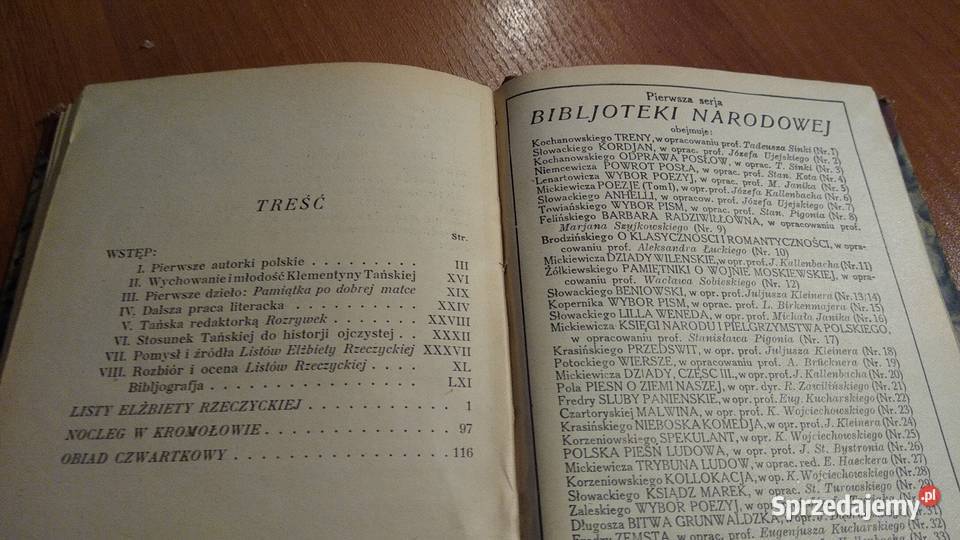 TREŚĆ
Str.
WSTĘP:
I. Pierwsze autorki polskie . . . . . . . . . III
II. Wychowanie i młodość Klementyny Tańskiej XVI
III. Pierwsze dzieło: Pamiątka po dobrej matce XIX
IV. Dalsza praca literacka . . . . . . . . . XXIV
V. Tańska redaktorką Rozrywek . . . . . . XXVIII
VI. Stosunek Tańskiej do historji ojczystej . . XXXII
VII. Pomysł i źródła Listów Elżbiety Rzeczyckiej XXXVII
VIII. Rozbiór i ocena Listów Rzeczyckiej . . . . XL
Bibljografja . . . . . . . . . . . . . LXI
LISTY ELŻBIETY RZECZYCKIEJ . . . . . . . . . 1
NOCLEG W KROMOŁOWIE . . . . . . . . . . . . 97
OBIAD CZWARTKOWY . . . . . . . . . . . . . . 116
Pierwsza serja
BIBLJOTEKI NARODOWEJ
obejmuje:
Kochanowskiego TRENY, w opracowaniu prof. Tadeusza Sinki (Nr. 1)
Słowackiego KORDJAN, w oprac. prof. Józefa Ujejskiego (Nr. 2)
Kochanowskiego ODPRAWA POSŁÓW, w oprac. T. Sinki (Nr. 3)
Niemcewicza POWRÓT POSŁA, w oprac. prof. Stan. Kota (Nr. 4)
Lenartowicza WYBÓR POEZYJ, w oprac. prof. M. Janika (Nr. 5)
Mickiewicza POEZJE (Tom I), w opr. prof. Józefa Kallenbacha (Nr. 6)
Słowackiego ANHELLI, w opracow. prof. Józefa Ujejskiego (Nr. 7)
Towiańskiego WYBÓR PISM, w oprac. prof. Stan. Pigonia (Nr. 8)
Felińskiego BARBARA RADZIWIŁŁÓWNA, w opracowaniu prof.
Marjana Szyjkowskiego (Nr. 9)
Brodzińskiego O KLASYCZNOŚCI I ROMANTYCZNOŚCI, w opra-
cowaniu prof. Aleksandra Łuckiego (Nr. 10)
Mickiewicza DZIADY WILEŃSKIE, w opr. prof. J. Kallenbacha (Nr. 11)
Żółkiewskiego PAMIĘTNIKI O WOJNIE MOSKIEWSKIEJ, w opra-
cowaniu prof. Wacława Sobieskiego (Nr. 12)
Słowackiego BENIOWSKI, w oprac. prof. Juljusza Kleinera (Nr. 13/14)
Kopernika WYBÓR PISM, w oprac. prof. L. Birkenmajera (Nr. 15)
Słowackiego LILLA WENEDA, w oprac. prof. Michała Janika (Nr. 16)
Mickiewicza KSIĘGI NARODU I PIELGRZYMSTWA POLSKIEGO,
w opracowaniu prof. Stanisława Pigonia (Nr. 17)
Krasińskiego PRZEDŚWIT, w opr. prof. Juljusza Kleinera (Nr. 18)
Potockiego WIERSZE, w opracowaniu prof. A. Brücknera (Nr. 19)
Mickiewicza DZIADY, CZĘŚĆ III., w opr. prof. J. Kallenbacha (Nr. 20)
Pola PIEŚŃ O ZIEMI NASZEJ, w opr. dyr. R. Zawilińskiego (Nr. 21)
Fredry ŚLUBY PANIEŃSKIE, w opr. prof. Eug. Kucharskiego (Nr. 22)
Czartoryskiej MALWINA, w opr. prof. K. Wojciechowskiego (Nr. 23)
Krasińskiego NIEBOSKA KOMEDJA, w opr. prof. J. Kleinera (Nr. 24)
Korzeniowskiego SPEKULANT, w opr. K. Wojciechowskiego (Nr. 25)
POLSKA PIEŚŃ LUDOWA, w oprac. prof. J. St. Bystronia (Nr. 26)
Mickiewicza TRYBUNA LUDÓW, w oprac. red. E. Haeckera (Nr. 27)
Korzeniowskiego KOLLOKACJA, w op. K. Wojciechowskiego (Nr. 28)
Słowackiego KSIĄDZ MAREK, w oprac. St. Turowskiego (Nr. 29)
Zaleskiego WYBÓR POEZYJ, w oprac.
Długosza BITWA GRUNWALDZKA, w opr. 31)
Fredry ZEMSTA, w oprac. prof. Eugenjusza Kucharskiego (Nr. 32)
Kallenbacha (Nr. 33)
Sprzedajemy.pl